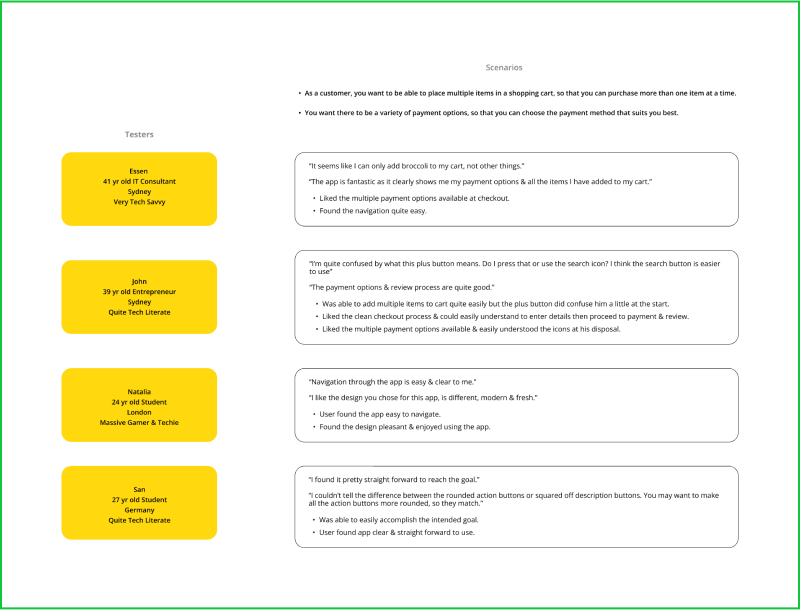 Scenarios
• As a customer, you want to be able to place multiple items in a shopping cart, so that you can purchase more than one item at a time.
• You want there to be a variety of payment options, so that you can choose the payment method that suits you best.
Testers
Essen
41 yr old IT Consultant
Sydney
Very Tech Savvy
"It seems like I can only add broccoli to my cart, not other things."
"The app is fantastic as it clearly shows me my payment options & all the items I have added to my cart."
• Liked the multiple payment options available at checkout.
• Found the navigation quite easy.
John
39 yr old Entrepreneur
Sydney
Quite Tech Literate
"I'm quite confused by what this plus button means. Do I press that or use the search icon? I think the search button is easier
to use"
"The payment options & review process are quite good."
• Was able to add multiple items to cart quite easily but the plus button did confuse him a little at the start.
• Liked the clean checkout process & could easily understand to enter details then proceed to payment & review.
• Liked the multiple payment options available & easily understood the icons at his disposal.
Natalia
24 yr old Student
London
Massive Gamer & Techie
"Navigation through the app is easy & clear to me."
"I like the design you chose for this app, is different, modern & fresh."
• User found the app easy to navigate.
• Found the design pleasant & enjoyed using the app.
San
27 yr old Student
Germany
Quite Tech Literate
"I found it pretty straight forward to reach the goal."
"I couldn't tell the difference between the rounded action buttons or squared off description buttons. You may want to make
all the action buttons more rounded, so they match."
• Was able to easily accomplish the intended goal.
• User found app clear & straight forward to use.